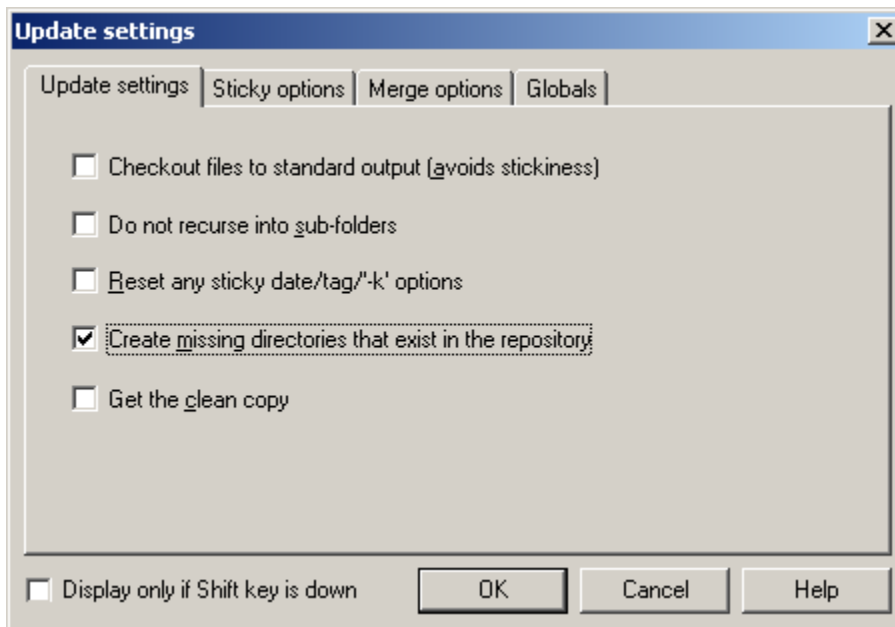 Update settings
Update settings Sticky options Merge options Globals
Checkout files to standard output (avoids stickiness)
Do not recurse into sub-folders
Reset any sticky date/tag/"-k' options
Create missing directories that exist in the repository
Get the clean copy
Display only if Shift key is down OK Cancel Help